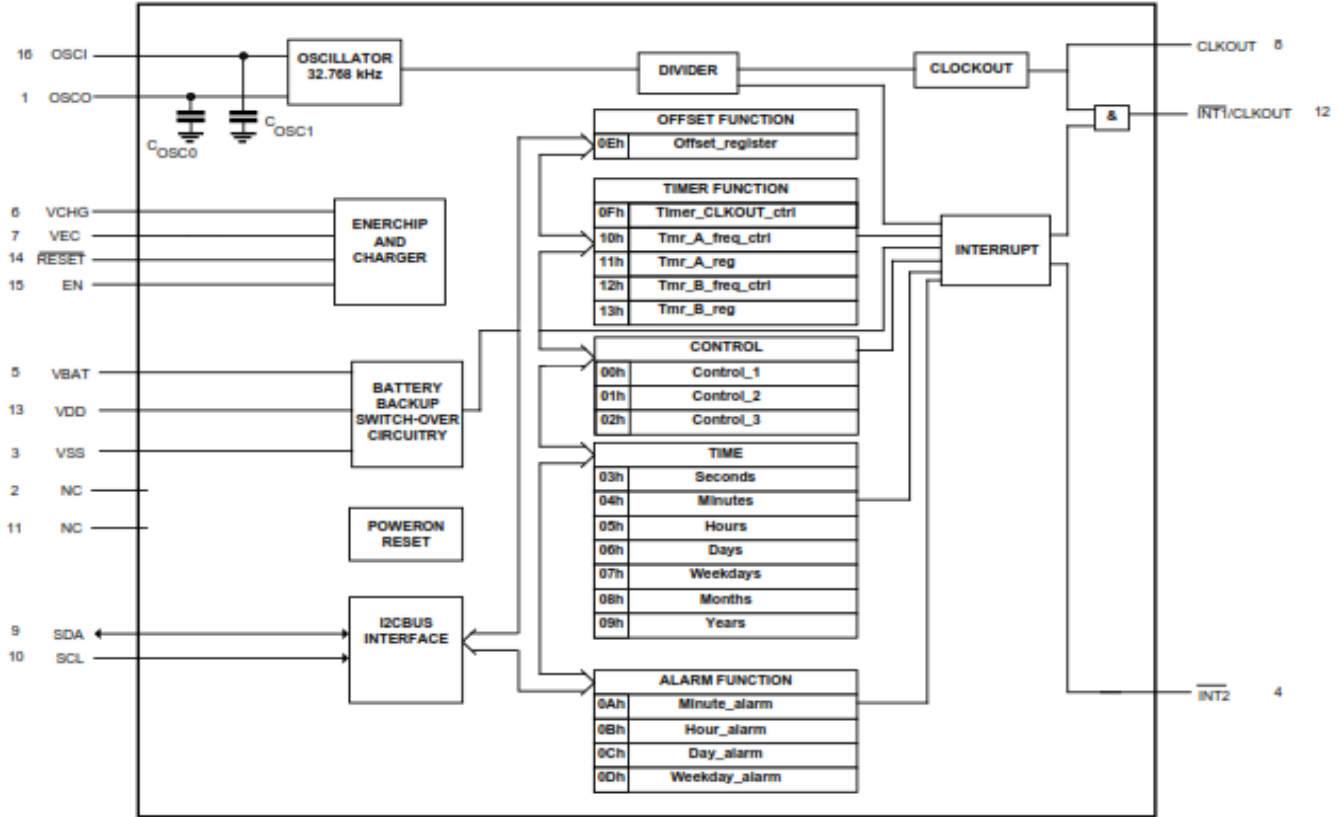 16 OSCI
1 OSCO
C OSC0
C OSC1
OSCILLATOR
32.768 kHz
DIVIDER
CLOCKOUT
CLKOUT 8
&
INT1/CLKOUT 12
6 VCHG
7 VEC
14 RESET
15 EN
ENERCHIP
AND
CHARGER
5 VBAT
13 VDD
3 VSS
2 NC
11 NC
BATTERY
BACKUP
SWITCH-OVER
CIRCUITRY
POWERON
RESET
9 SDA
10 SCL
I2CBUS
INTERFACE
OFFSET FUNCTION
0Eh Offset_register
TIMER FUNCTION
0Fh Timer_CLKOUT_ctrl
10h Tmr_A_freq_ctrl
11h Tmr_A_reg
12h Tmr_B_freq_ctrl
13h Tmr_B_reg
CONTROL
00h Control_1
01h Control_2
02h Control_3
TIME
03h Seconds
04h Minutes
05h Hours
06h Days
07h Weekdays
08h Months
09h Years
ALARM FUNCTION
0Ah Minute_alarm
0Bh Hour_alarm
0Ch Day_alarm
0Dh Weekday_alarm
INTERRUPT
INT2 4